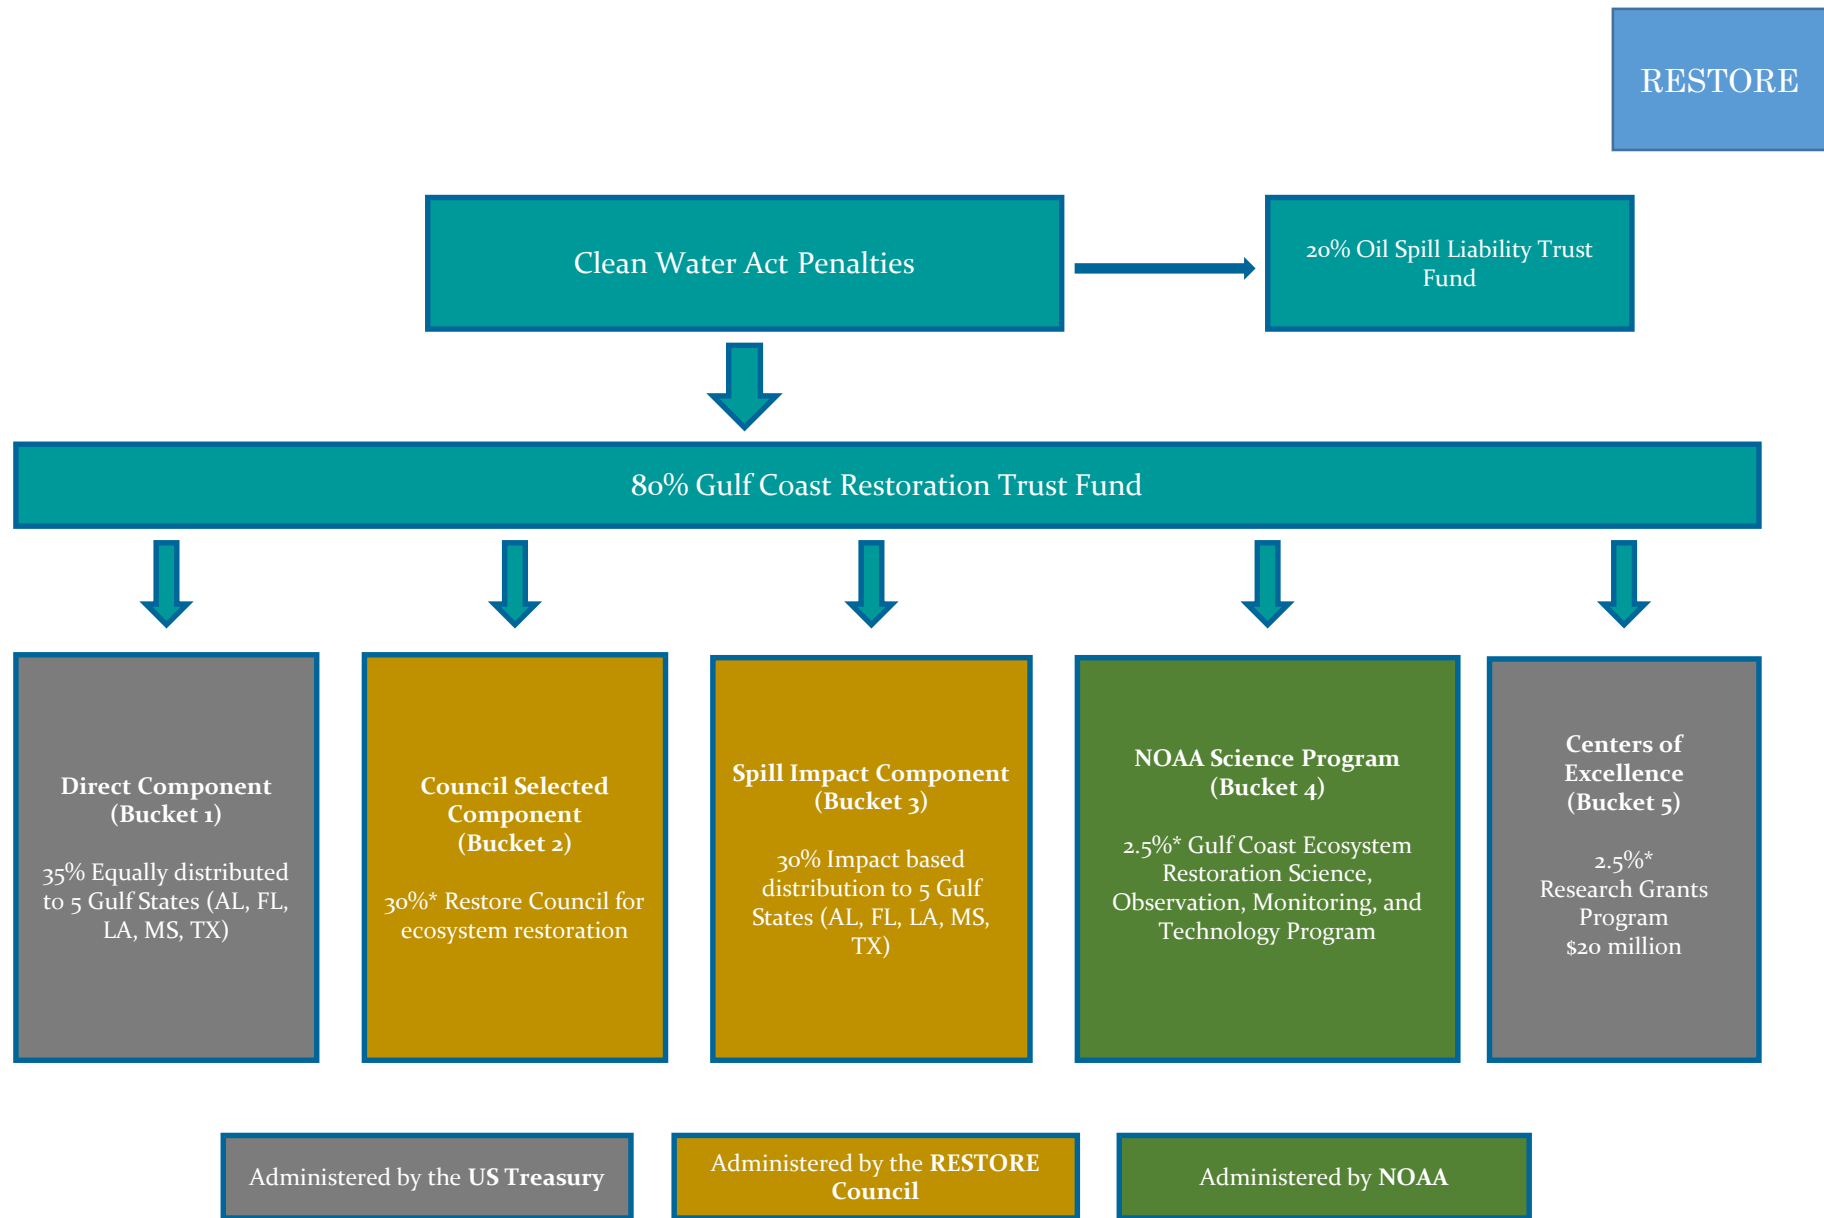 RESTORE
Clean Water Act Penalties
20% Oil Spill Liability Trust
Fund
80% Gulf Coast Restoration Trust Fund
Direct Component
(Bucket 1)
35% Equally distributed
to 5 Gulf States (AL, FL,
LA, MS, TX)
Council Selected
Component
(Bucket 2)
30%* Restore Council for
ecosystem restoration
Spill Impact Component
(Bucket 3)
30% Impact based
distribution to 5 Gulf
States (AL, FL, LA, MS,
TX)
NOAA Science Program
(Bucket 4)
2.5%* Gulf Coast Ecosystem
Restoration Science,
Observation, Monitoring, and
Technology Program
Centers of
Excellence
(Bucket 5)
2.5%*
Research Grants
Program
$20 million
Administered by the US Treasury
Administered by the RESTORE
Council
Administered by NOAA